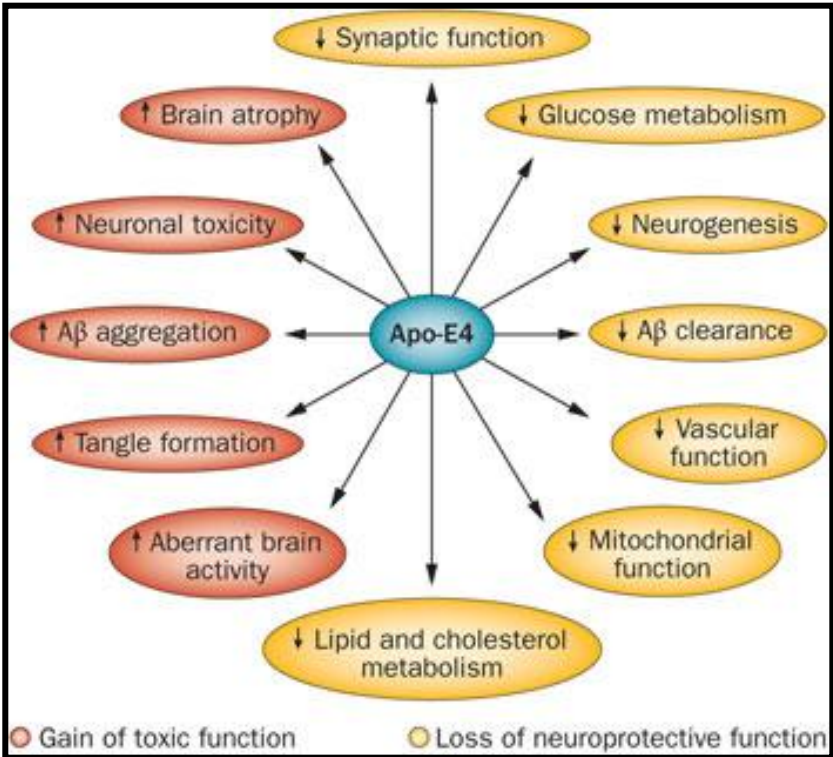 ↓ Synaptic function
↑ Brain atrophy
↓ Glucose metabolism
↑ Neuronal toxicity
↓ Neurogenesis
↑ Aβ aggregation
Apo-E4
↓ Aβ clearance
↑ Tangle formation
↓ Vascular
function
↑ Aberrant brain
activity
↓ Mitochondrial
function
↓ Lipid and cholesterol
metabolism
Gain of toxic function
Loss of neuroprotective function